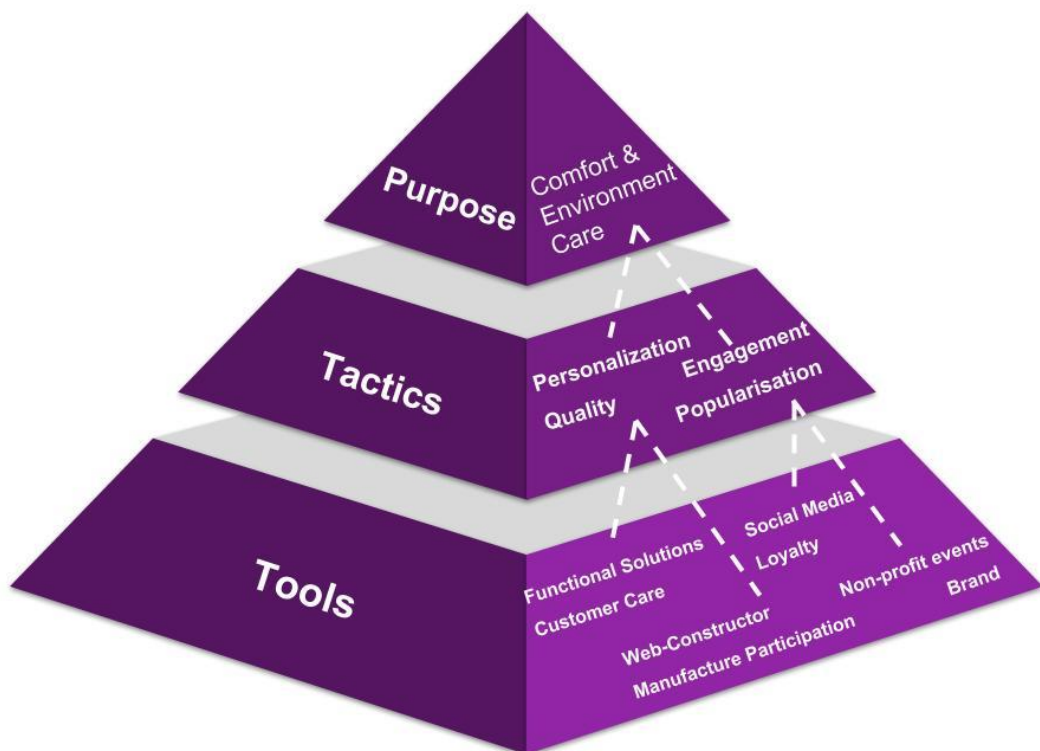 Purpose
Comfort &
Environment
Care
Tactics
Personalization
Quality
Engagement
Popularisation
Tools
Functional Solutions
Customer Care
Web-Constructor
Manufacture Participation
Social Media
Loyalty
Non-profit events
Brand